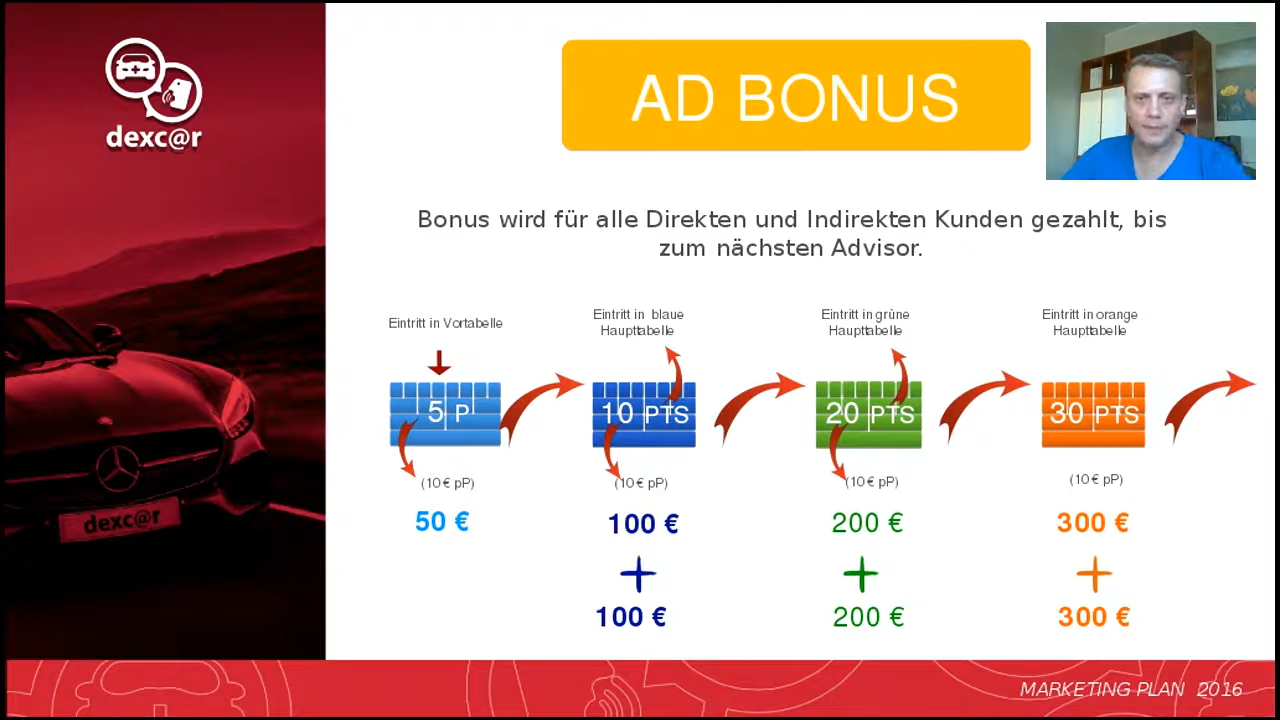 dexc@r
AD BONUS
Bonus wird für alle Direkten und Indirekten Kunden gezahlt, bis
zum nächsten Advisor.
Eintritt in Vortabelle
Eintritt in blaue
Haupttabelle
Eintritt in grüne
Haupttabelle
Eintritt in orange
Haupttabelle
5 P
10 PTS
20 PTS
30 PTS
(10 € pP)
(10 € pP)
(10 € pP)
(10 € pP)
50 €
100 €
200 €
300 €
+
+
+
100 €
200 €
300 €
dexc@r
MARKETING PLAN 2016